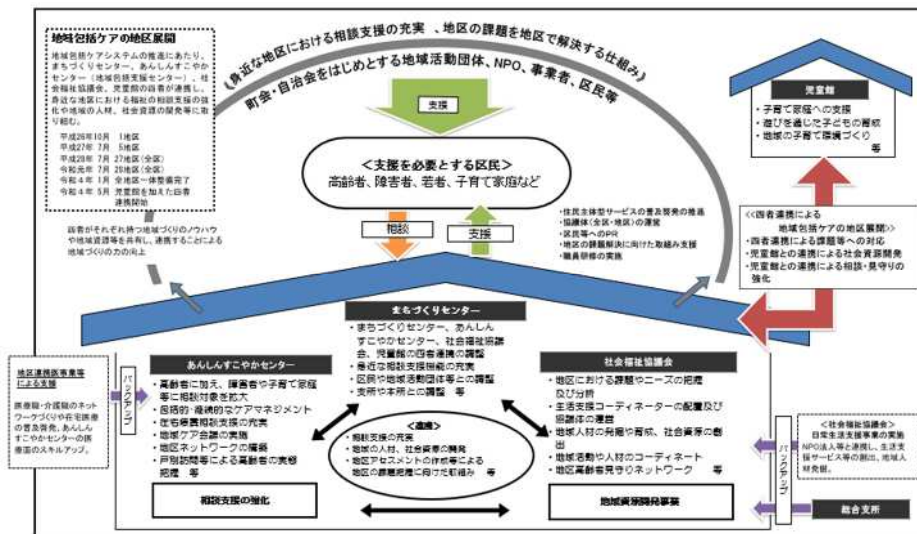 地域包括ケアの地区展開
地域包括ケアシステムの推進にあたり、
まちづくりセンター、あんしんすこやか
センター（地域包括支援センター）、社
会福祉協議会、児童館の四者が連携し、
身近な地区における福祉の相談支援の強
化や地域の人材、社会資源の開発等に取
り組む。
平成26年10月 1地区
平成27年 7月 5地区
平成28年 7月 27地区(全区)
令和元年 7月 28地区(全区)
令和４年 1月 全地区一体整備完了
令和４年 5月 児童館を加えた四者
連携開始
《身近な地区における相談支援の充実、地区の課題を地区で解決する仕組み》
町会・自治会をはじめとする地域活動団体、NPO、事業者、区民等
支援
＜支援を必要とする区民＞
高齢者、障害者、若者、子育て家庭など
相談
支援
四者がそれぞれ持つ地域づくりのノウハウ
や地域資源等を共有し、連携することによる
地域づくりの力の向上
・住民主体型サービスの普及啓発の推進
・協議体（全区・地区）の運営
・区民等へのPR
・地区の課題解決に向けた取組み支援
・職員研修の実施
児童館
・子育て家庭への支援
・遊びを通じた子どもの育成
・地域の子育て環境づくり
等
<<四者連携による
地域包括ケアの地区展開>>
・四者連携による課題等への対応
・児童館との連携による社会資源開発
・児童館との連携による相談・見守りの
強化
まちづくりセンター
・まちづくりセンター、あんしん
すこやかセンター、社会福祉協議
会、児童館の四者連携の調整
・身近な相談支援機能の充実
・区民や地域活動団体等との調整
・支所や本所との調整 等
あんしんすこやかセンター
・高齢者に加え、障害者や子育て家庭
等に相談対象を拡大
・包括的・継続的なケアマネジメント
・在宅療養相談支援の充実
・地域ケア会議の実施
・地区ネットワークの構築
・戸別訪問等による高齢者の実態
把握 等
相談支援の強化
＜連携＞
・相談支援の充実
・地域の人材、社会資源の開発
・地区アセスメントの作成等による
地区の課題把握に向けた取組み 等
社会福祉協議会
・地区における課題やニーズの把握
及び分析
・生活支援コーディネーターの配置及び
協議体の運営
・地域人材の発掘や育成、社会資源の創
出
・地域活動や人材のコーディネート
・地区高齢者見守りネットワーク 等
地域資源開発事業
地区連携医事業等
による支援
医療職・介護職のネット
ワークづくりや在宅医療
の普及啓発、あんしん
すこやかセンターの医
療面のスキルアップ。
バックアップ
バックアップ
＜社会福祉協議会＞
日常生活支援事業の実施
NPO法人等と連携し、生活支
援サービス等の創出、地域人
材発掘。
総合支所